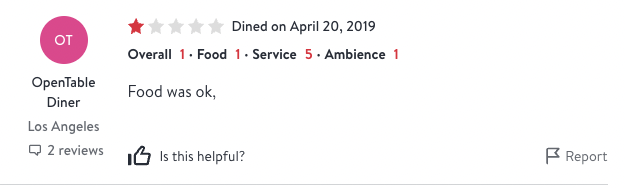 OT
OpenTable
Diner
Los Angeles
2 reviews
Dined on April 20, 2019
Overall 1 · Food 1 · Service 5 · Ambience 1
Food was ok,
Is this helpful?
Report